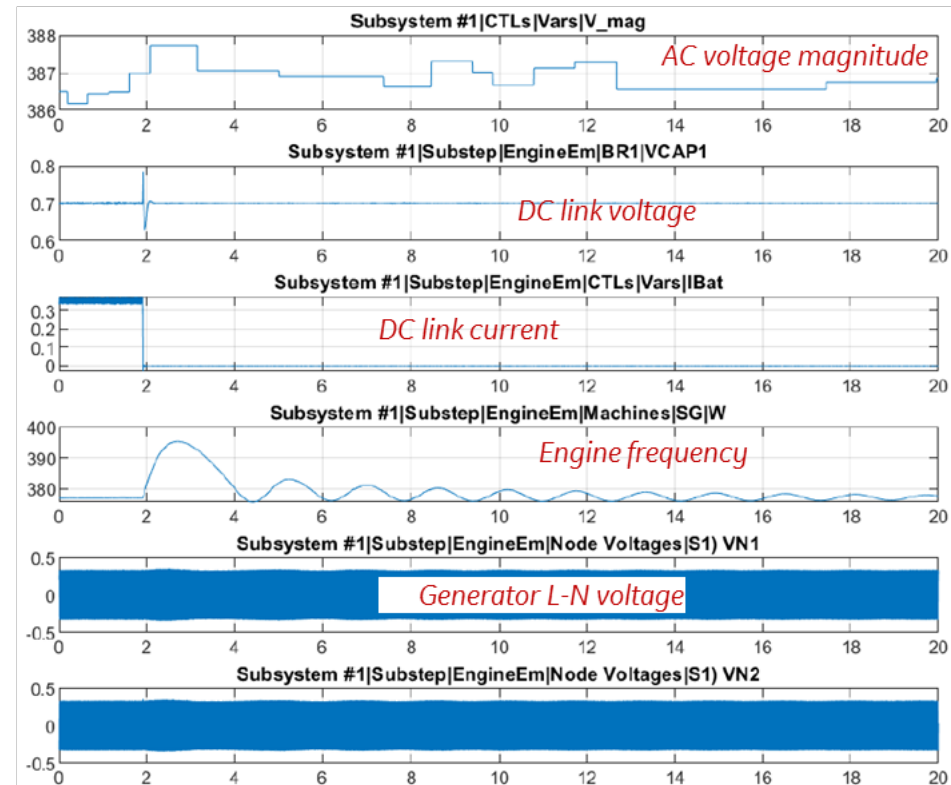 Subsystem #1|CTLs|Vars|V_mag
388
387
386
AC voltage magnitude
0 2 4 6 8 10 12 14 16 18 20
Subsystem #1|Substep|EngineEm|BR1|VCAP1
0.8
0.7
0.6
DC link voltage
0 2 4 6 8 10 12 14 16 18 20
Subsystem #1|Substep|EngineEm|CTLs|Vars|IBat
0.3
0.2
0.1
0
DC link current
0 2 4 6 8 10 12 14 16 18 20
Subsystem #1|Substep|EngineEm|Machines|SG|W
400
390
380
Engine frequency
0 2 4 6 8 10 12 14 16 18 20
Subsystem #1|Substep|EngineEm|Node Voltages|S1) VN1
0.5
0
-0.5
Generator L-N voltage
0 2 4 6 8 10 12 14 16 18 20
Subsystem #1|Substep|EngineEm|Node Voltages|S1) VN2
0.5
0
-0.5
0 2 4 6 8 10 12 14 16 18 20